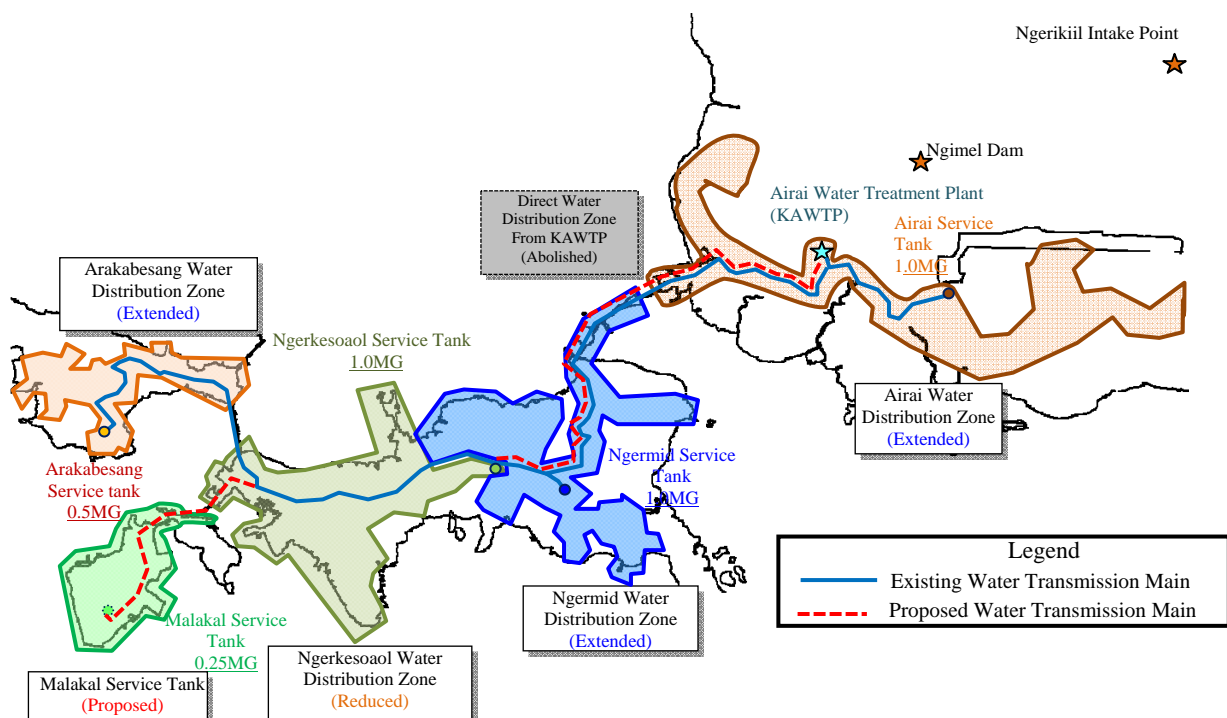 Ngerikiil Intake Point
Ngimel Dam
Direct Water
Distribution Zone
From KAWTP
(Abolished)
Airai Water Treatment Plant
(KAWTP)
Airai Service
Tank
1.0MG
Arakabesang Water
Distribution Zone
(Extended)
Ngerkesoaol Service Tank
1.0MG
Airai Water
Distribution Zone
(Extended)
Arakabesang
Service tank
0.5MG
Ngermid Service
Tank
1.0MG
Legend
Existing Water Transmission Main
Proposed Water Transmission Main
Ngermid Water
Distribution Zone
(Extended)
Malakal Service
Tank
0.25MG
Ngerkesoaol Water
Distribution Zone
(Reduced)
Malakal Service Tank
(Proposed)